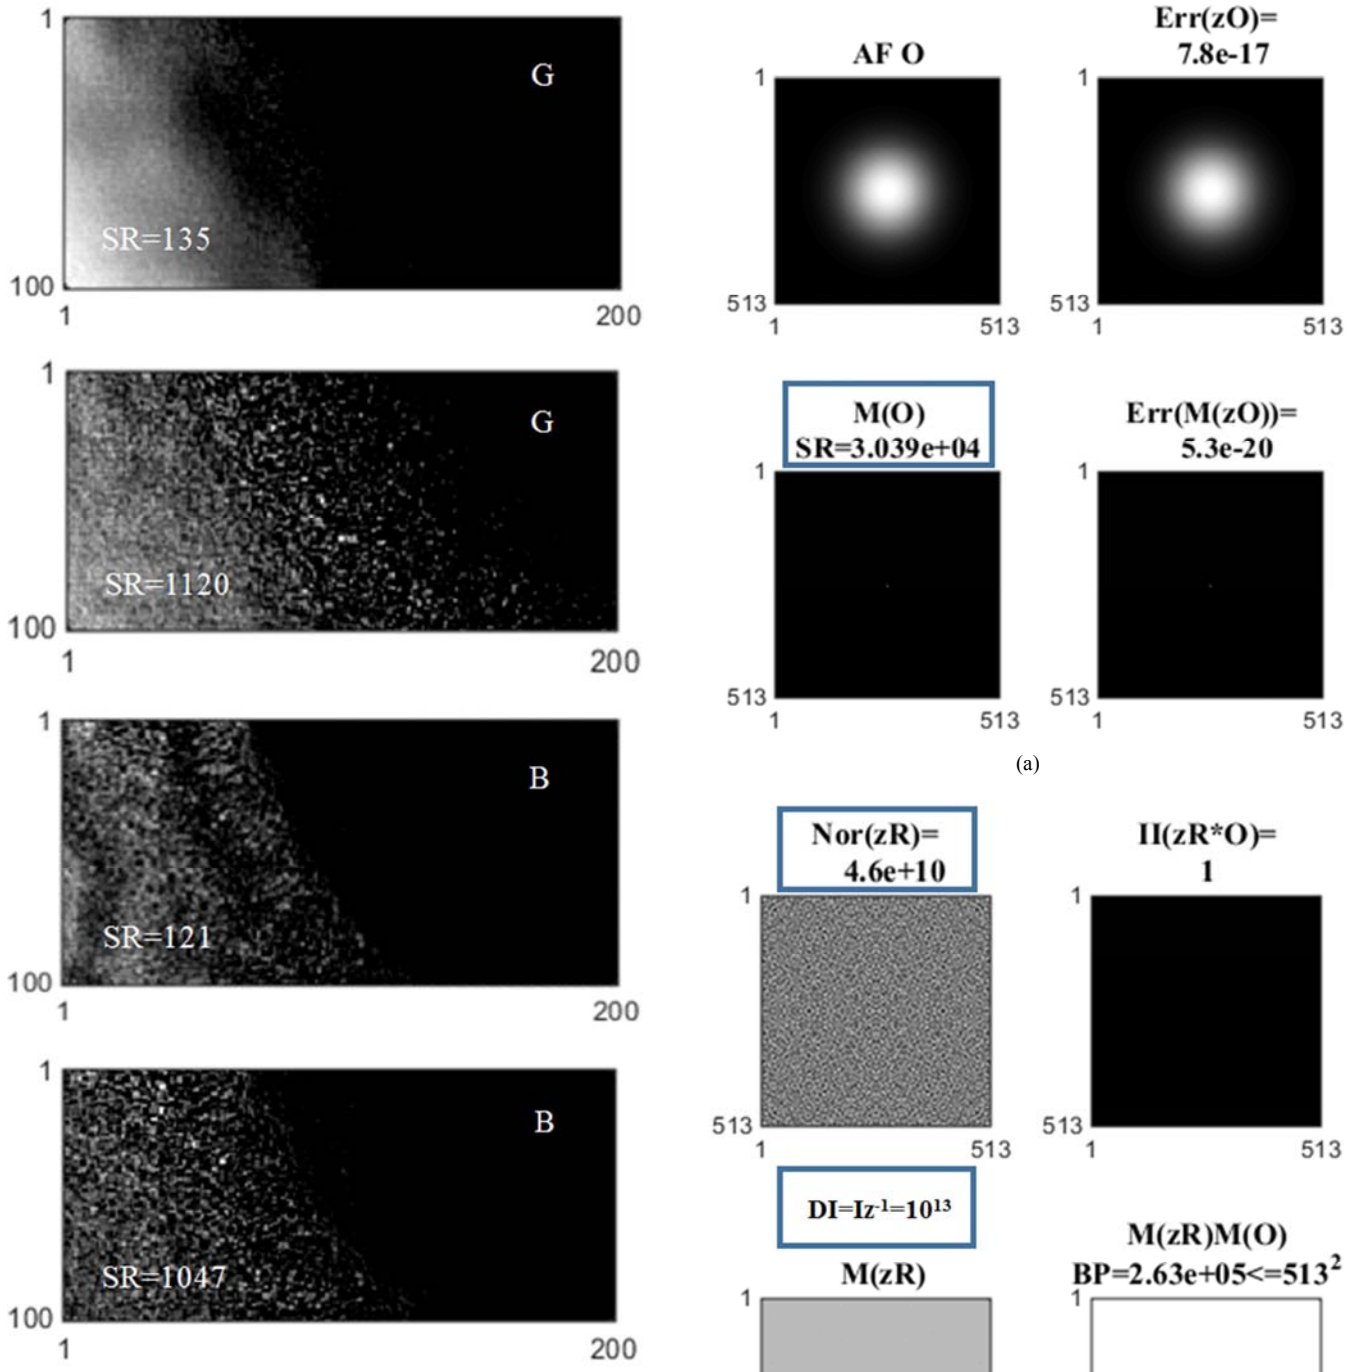 1
G
SR=135
100
1
200
1
G
SR=1120
100
1
200
1
B
SR=121
100
1
200
1
B
SR=1047
100
1
200
AF O
1
513
1
513
Err(zO)=
7.8e-17
1
513
1
513
M(O)
SR=3.039e+04
1
513
1
513
Err(M(zO))=
5.3e-20
1
513
1
513
(a)
Nor(zR)=
4.6e+10
1
513
1
513
II(zR*O)=
1
1
513
1
513
DI=Iz⁻¹=10¹³
M(zR)
1
M(zR)M(O)
BP=2.63e+05<=513²
1